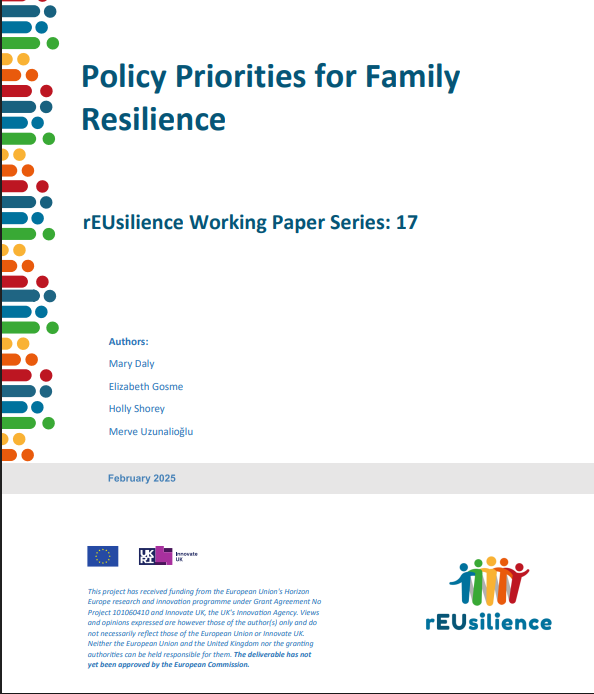 Policy Priorities for Family
Resilience
rEUsilience Working Paper Series: 17
Authors:
Mary Daly
Elizabeth Gosme
Holly Shorey
Merve Uzunalioğlu
February 2025
UK
RI
Innovate
UK
This project has received funding from the European Union's Horizon
Europe research and innovation programme under Grant Agreement No
Project 101060410 and Innovate UK, the UK's Innovation Agency. Views
and opinions expressed are however those of the author(s) only and do
not necessarily reflect those of the European Union or Innovate UK.
Neither the European Union and the United Kingdom nor the granting
authorities can be held responsible for them. The deliverable has not
yet been approved by the European Commission.
rEUsilience